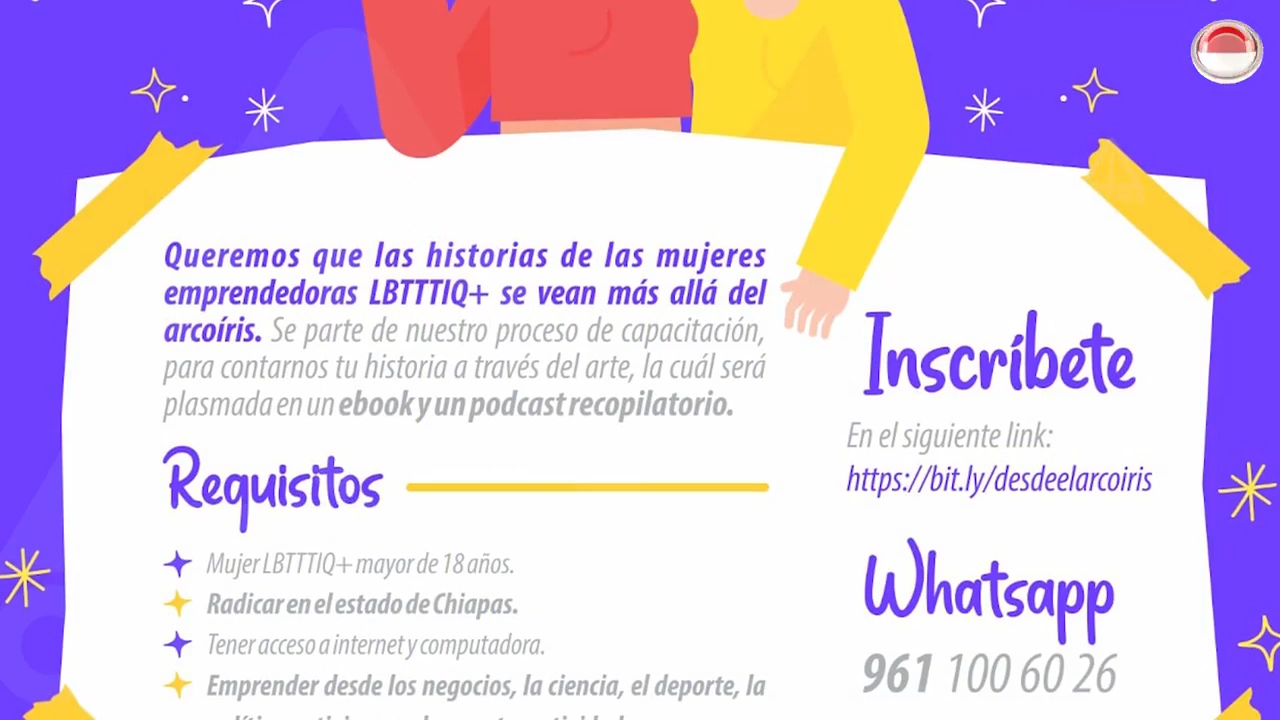 Queremos que las historias de las mujeres
emprendedoras LBTTTIQ+ se vean más allá del
arcoíris. Se parte de nuestro proceso de capacitación,
para contarnos tu historia a través del arte, la cuál será
plasmada en un ebook y un podcast recopilatorio.
Requisitos
Mujer LBTTTIQ+ mayor de 18 años.
Radicar en el estado de Chiapas.
Tener acceso a internet y computadora.
Emprender desde los negocios, la ciencia, el deporte, la
Inscríbete
En el siguiente link:
https://bit.ly/desdeelarcoiris
Whatsapp
961 100 60 26